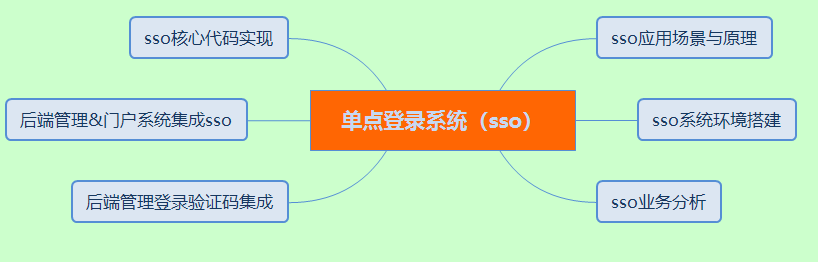 sso核心代码实现
sso应用场景与原理
后端管理&门户系统集成sso
单点登录系统（sso）
sso系统环境搭建
后端管理登录验证码集成
sso业务分析